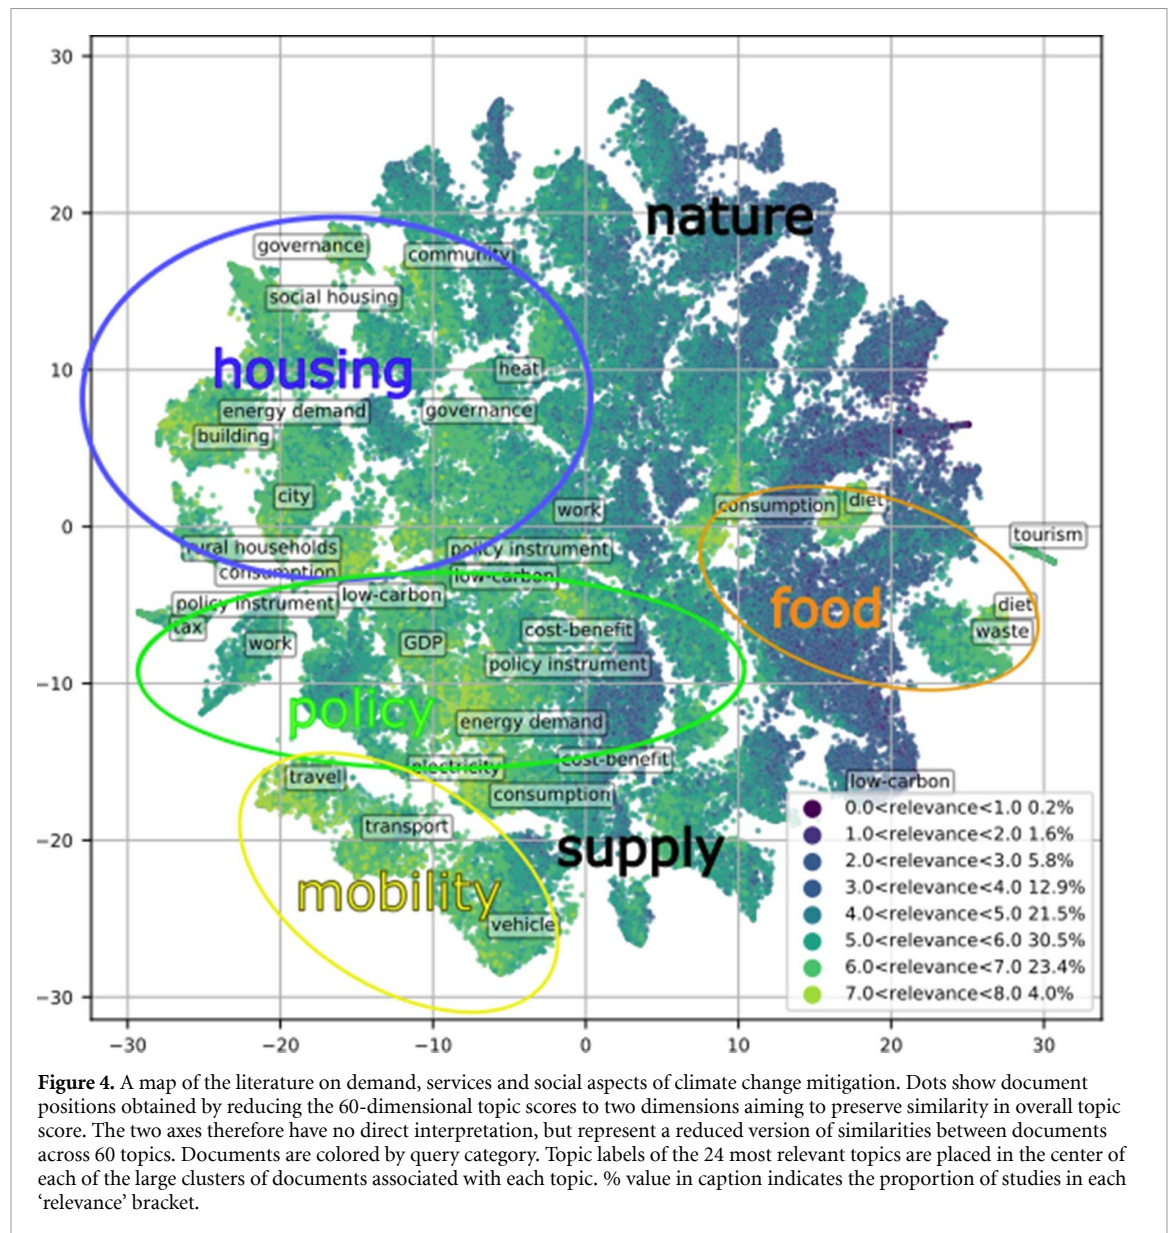 30
20
10
0
−10
−20
−30
−30
−20
−10
0
10
20
30
nature
governance
community
social housing
housing
heat
energy demand
governance
building
city
work
consumption
diet
tourism
rural households
policy instrument
consumption
low-carbon
low-carbon
policy instrument
tax
work
GDP
cost-benefit
policy instrument
food
diet
waste
policy
energy demand
electricity
cost-benefit
travel
consumption
low-carbon
transport
supply
mobility
vehicle
0.0<relevance<1.0 0.2%
1.0<relevance<2.0 1.6%
2.0<relevance<3.0 5.8%
3.0<relevance<4.0 12.9%
4.0<relevance<5.0 21.5%
5.0<relevance<6.0 30.5%
6.0<relevance<7.0 23.4%
7.0<relevance<8.0 4.0%
Figure 4. A map of the literature on demand, services and social aspects of climate change mitigation. Dots show document
positions obtained by reducing the 60-dimensional topic scores to two dimensions aiming to preserve similarity in overall topic
score. The two axes therefore have no direct interpretation, but represent a reduced version of similarities between documents
across 60 topics. Documents are colored by query category. Topic labels of the 24 most relevant topics are placed in the center of
each of the large clusters of documents associated with each topic. % value in caption indicates the proportion of studies in each
‘relevance’ bracket.